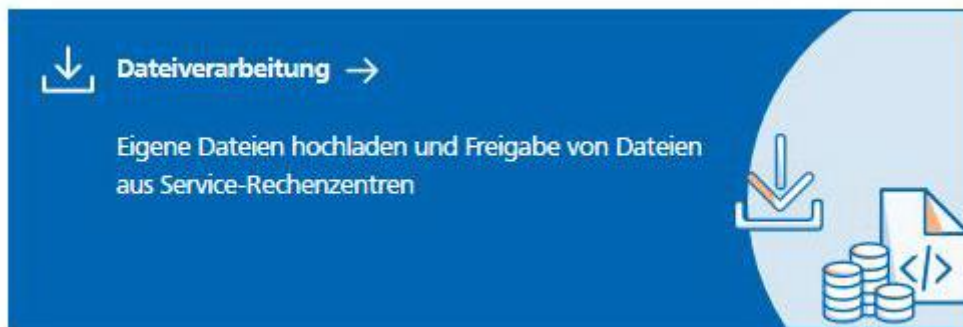 Dateiverarbeitung →
Eigene Dateien hochladen und Freigabe von Dateien
aus Service-Rechenzentren
</>